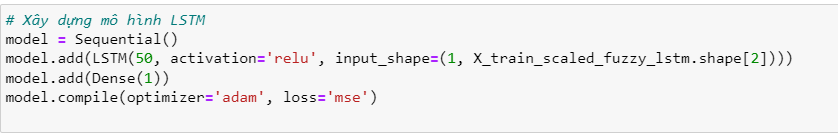 # Xây dựng mô hình LSTM
model = Sequential()
model.add(LSTM(50, activation='relu', input_shape=(1, X_train_scaled_fuzzy_lstm.shape[2])))
model.add(Dense(1))
model.compile(optimizer='adam', loss='mse')